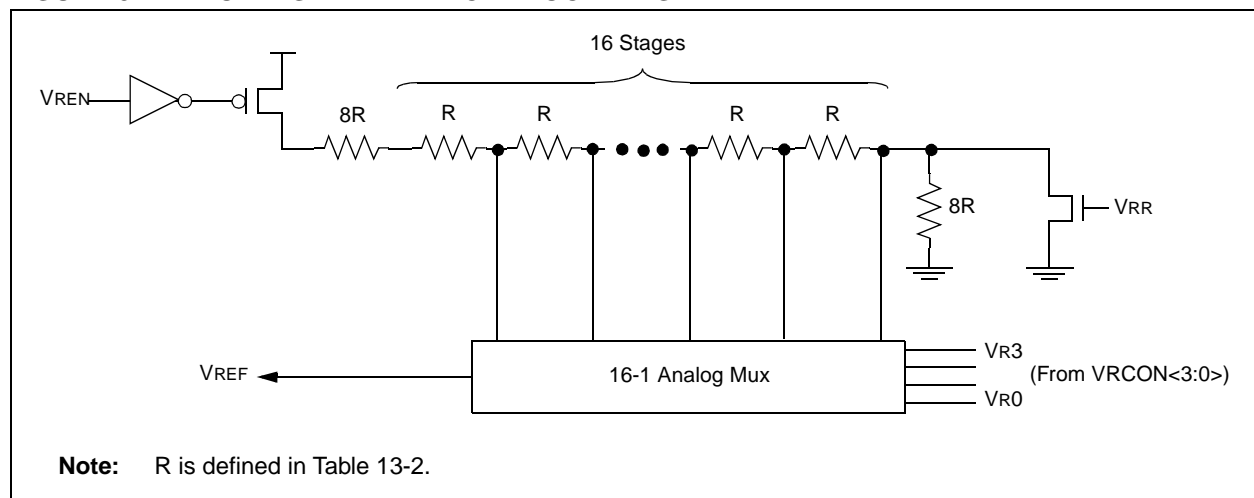 16 Stages
VREN
8R
R
R
R
R
8R
VRR
VR3
VREF
16-1 Analog Mux
(From VRCON<3:0>)
VR0
Note: R is defined in Table 13-2.